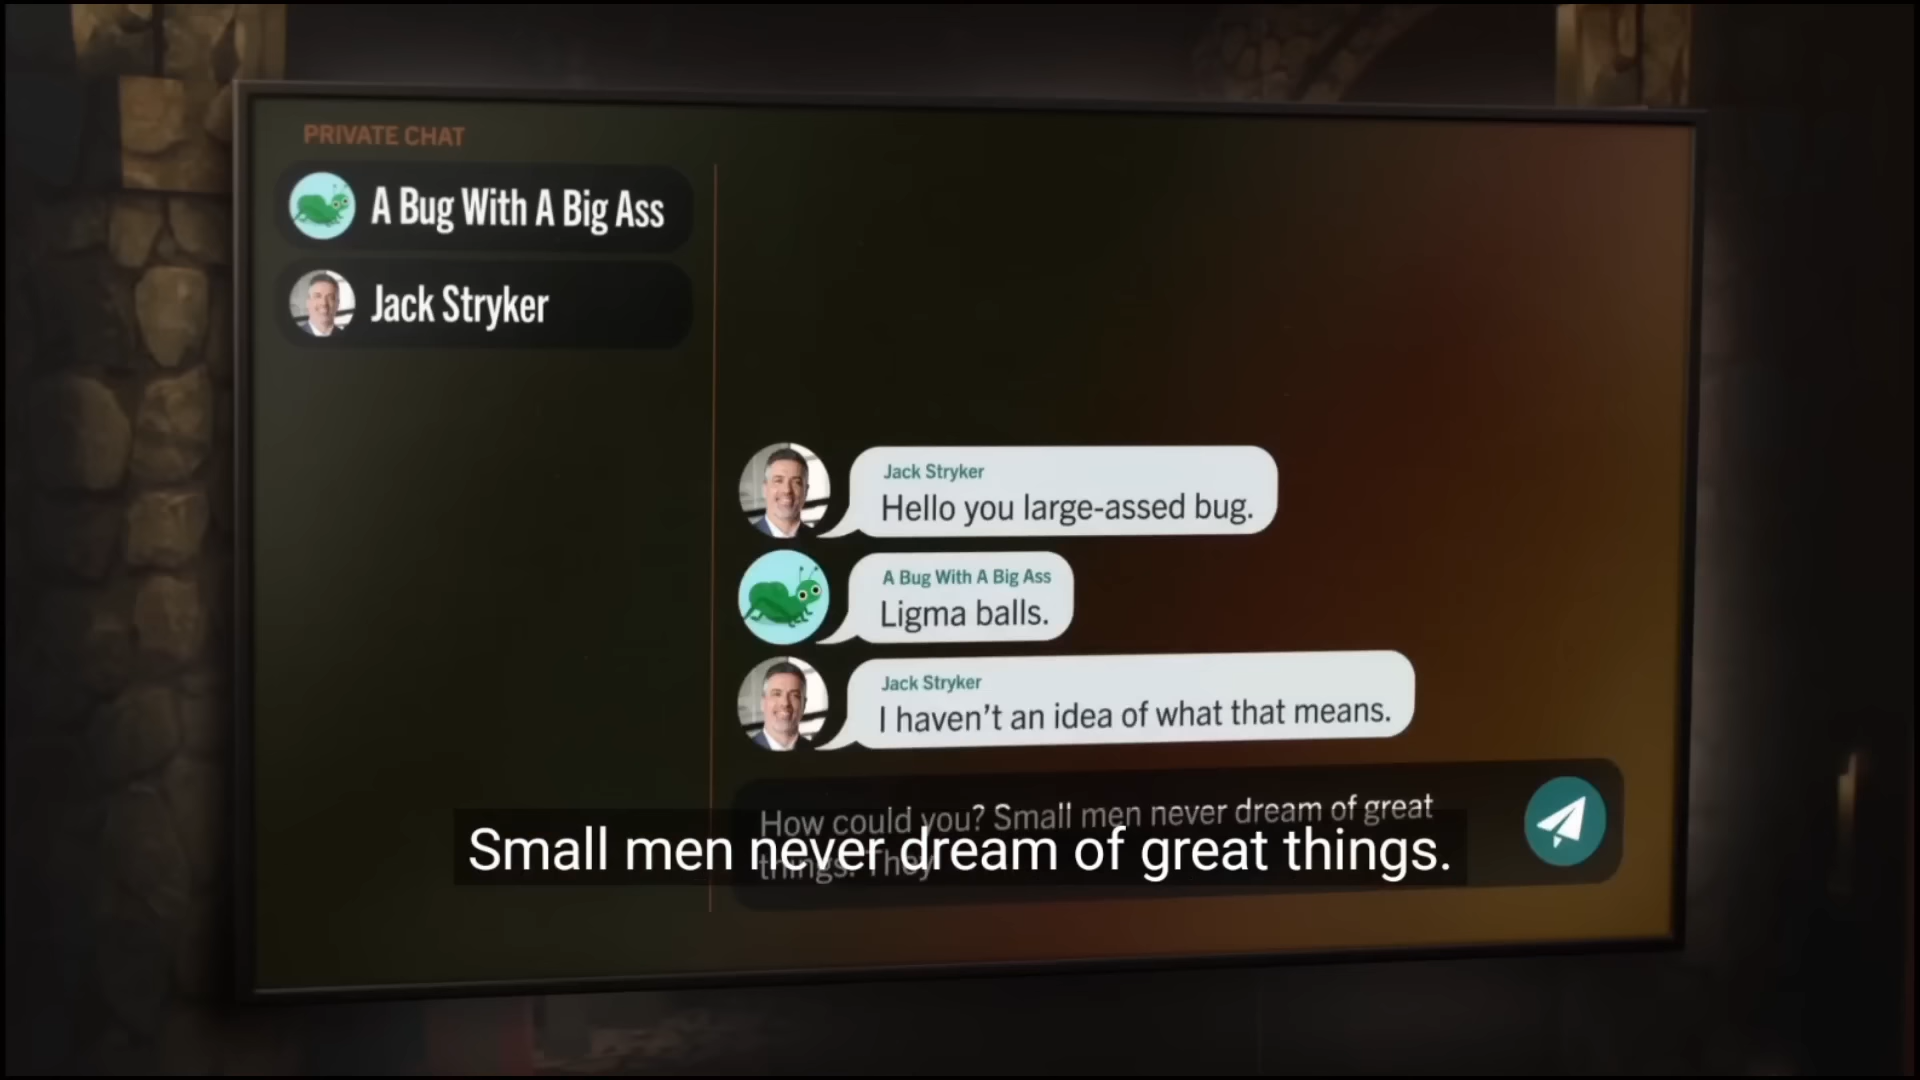 PRIVATE CHAT
A Bug With A Big Ass
Jack Stryker
Jack Stryker
Hello you large-assed bug.
A Bug With A Big Ass
Ligma balls.
Jack Stryker
I haven't an idea of what that means.
How could you? Small men never dream of great
things. They
Small men never dream of great things.